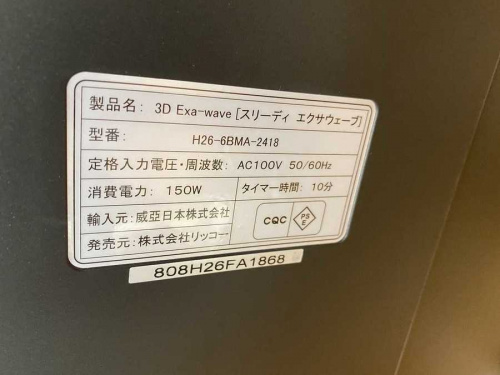 製品名: 3D Exa-wave [スリーディ エクサウェーブ]
型番: H26-6BMA-2418
定格入力電圧・周波数: AC100V 50/60Hz
消費電力: 150W タイマー時間: 10分
輸入元: 威亞日本株式会社
発売元: 株式会社リッコー
CQC PSE
808H26FA1868